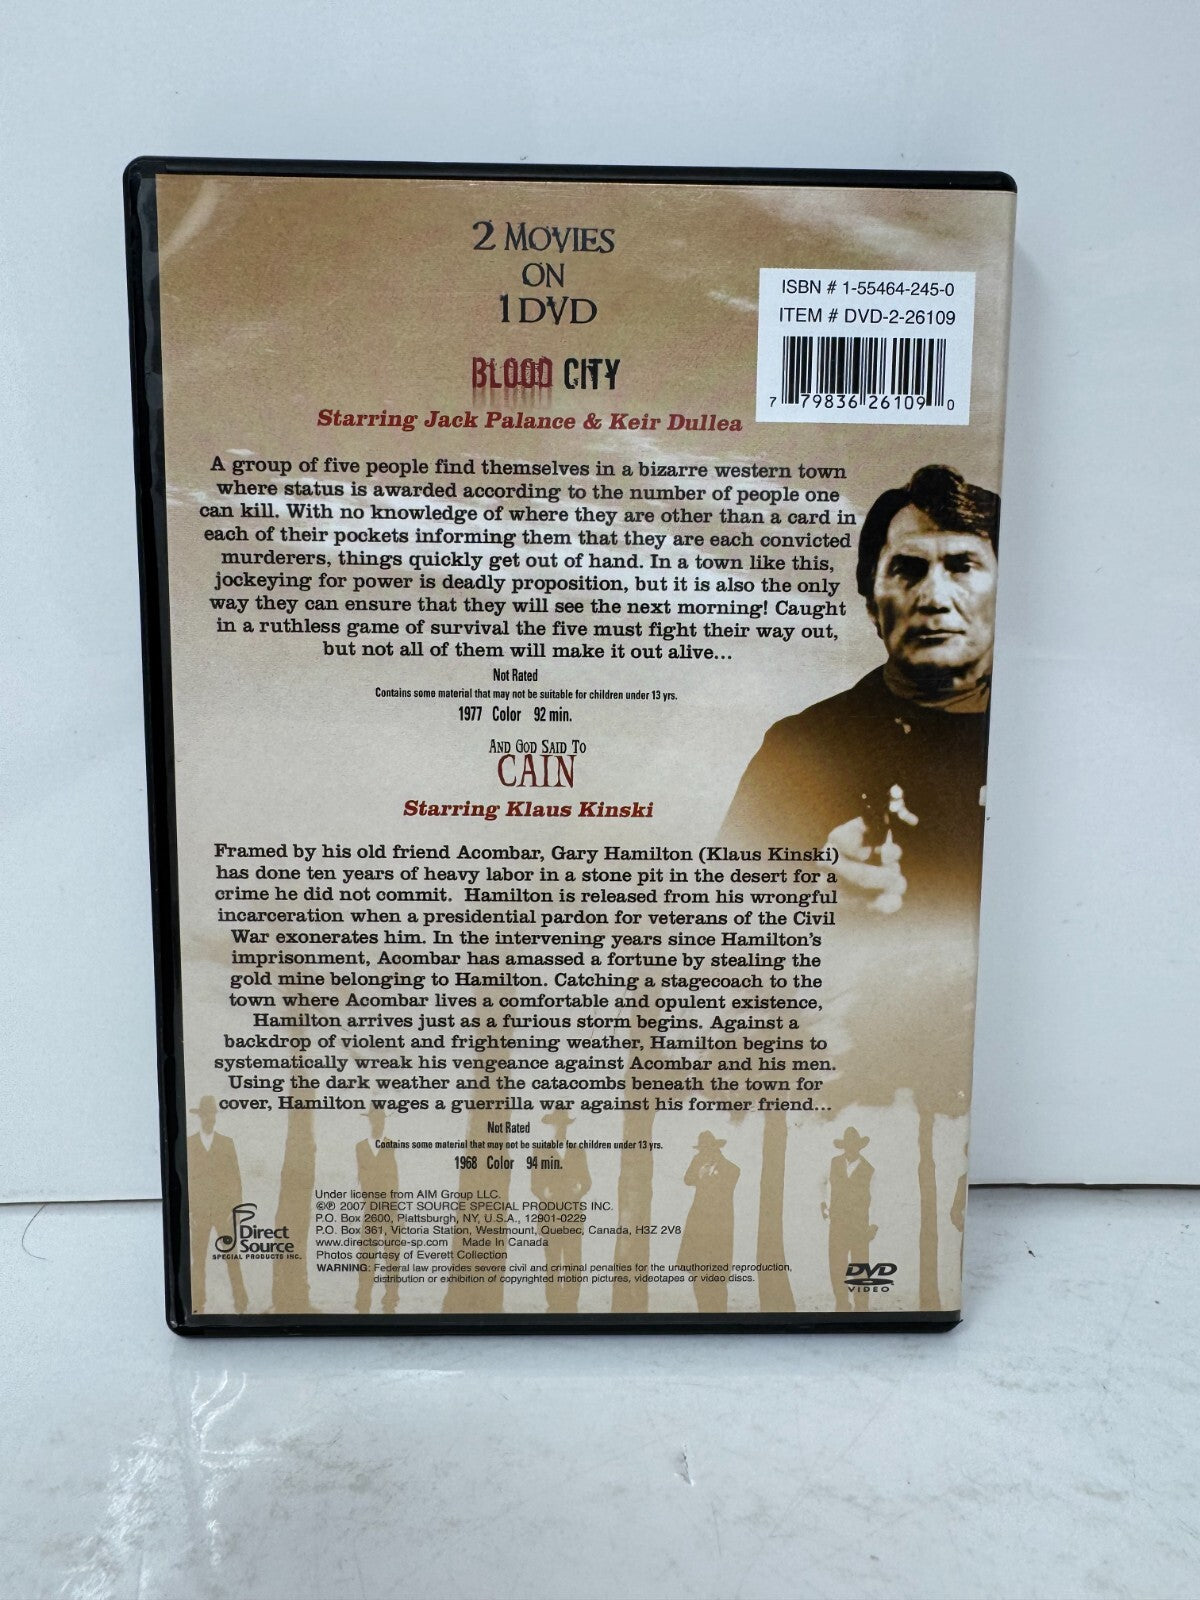 2 MOVIES
ON
1 DVD
ISBN # 1-55464-245-0
ITEM # DVD-2-26109
7 79836 26109 0
BLOOD CITY
Starring Jack Palance & Keir Dullea
A group of five people find themselves in a bizarre western town
where status is awarded according to the number of people one
can kill. With no knowledge of where they are other than a card in
each of their pockets informing them that they are each convicted
murderers, things quickly get out of hand. In a town like this,
jockeying for power is deadly proposition, but it is also the only
way they can ensure that they will see the next morning! Caught
in a ruthless game of survival the five must fight their way out,
but not all of them will make it out alive...
Not Rated
Contains some material that may not be suitable for children under 13 yrs.
1977 Color 92 min.
AND GOD SAID TO
CAIN
Starring Klaus Kinski
Framed by his old friend Acombar, Gary Hamilton (Klaus Kinski)
has done ten years of heavy labor in a stone pit in the desert for a
crime he did not commit. Hamilton is released from his wrongful
incarceration when a presidential pardon for veterans of the Civil
War exonerates him. In the intervening years since Hamilton's
imprisonment, Acombar has amassed a fortune by stealing the
gold mine belonging to Hamilton. Catching a stagecoach to the
town where Acombar lives a comfortable and opulent existence,
Hamilton arrives just as a furious storm begins. Against a
backdrop of violent and frightening weather, Hamilton begins to
systematically wreak his vengeance against Acombar and his men.
Using the dark weather and the catacombs beneath the town for
cover, Hamilton wages a guerrilla war against his former friend...
Not Rated
Contains some material that may not be suitable for children under 13 yrs.
1968 Color 94 min.
Under license from AIM Group LLC.
©℗ 2007 DIRECT SOURCE SPECIAL PRODUCTS INC.
P.O. Box 2600, Plattsburgh, NY, U.S.A., 12901-0229
P.O. Box 361, Victoria Station, Westmount, Quebec, Canada, H3Z 2V8
www.directsource-sp.com Made In Canada
Photos courtesy of Everett Collection
WARNING: Federal law provides severe civil and criminal penalties for the unauthorized reproduction,
distribution or exhibition of copyrighted motion pictures, videotapes or video discs.
Direct
Source
SPECIAL PRODUCTS INC.
DVD
VIDEO